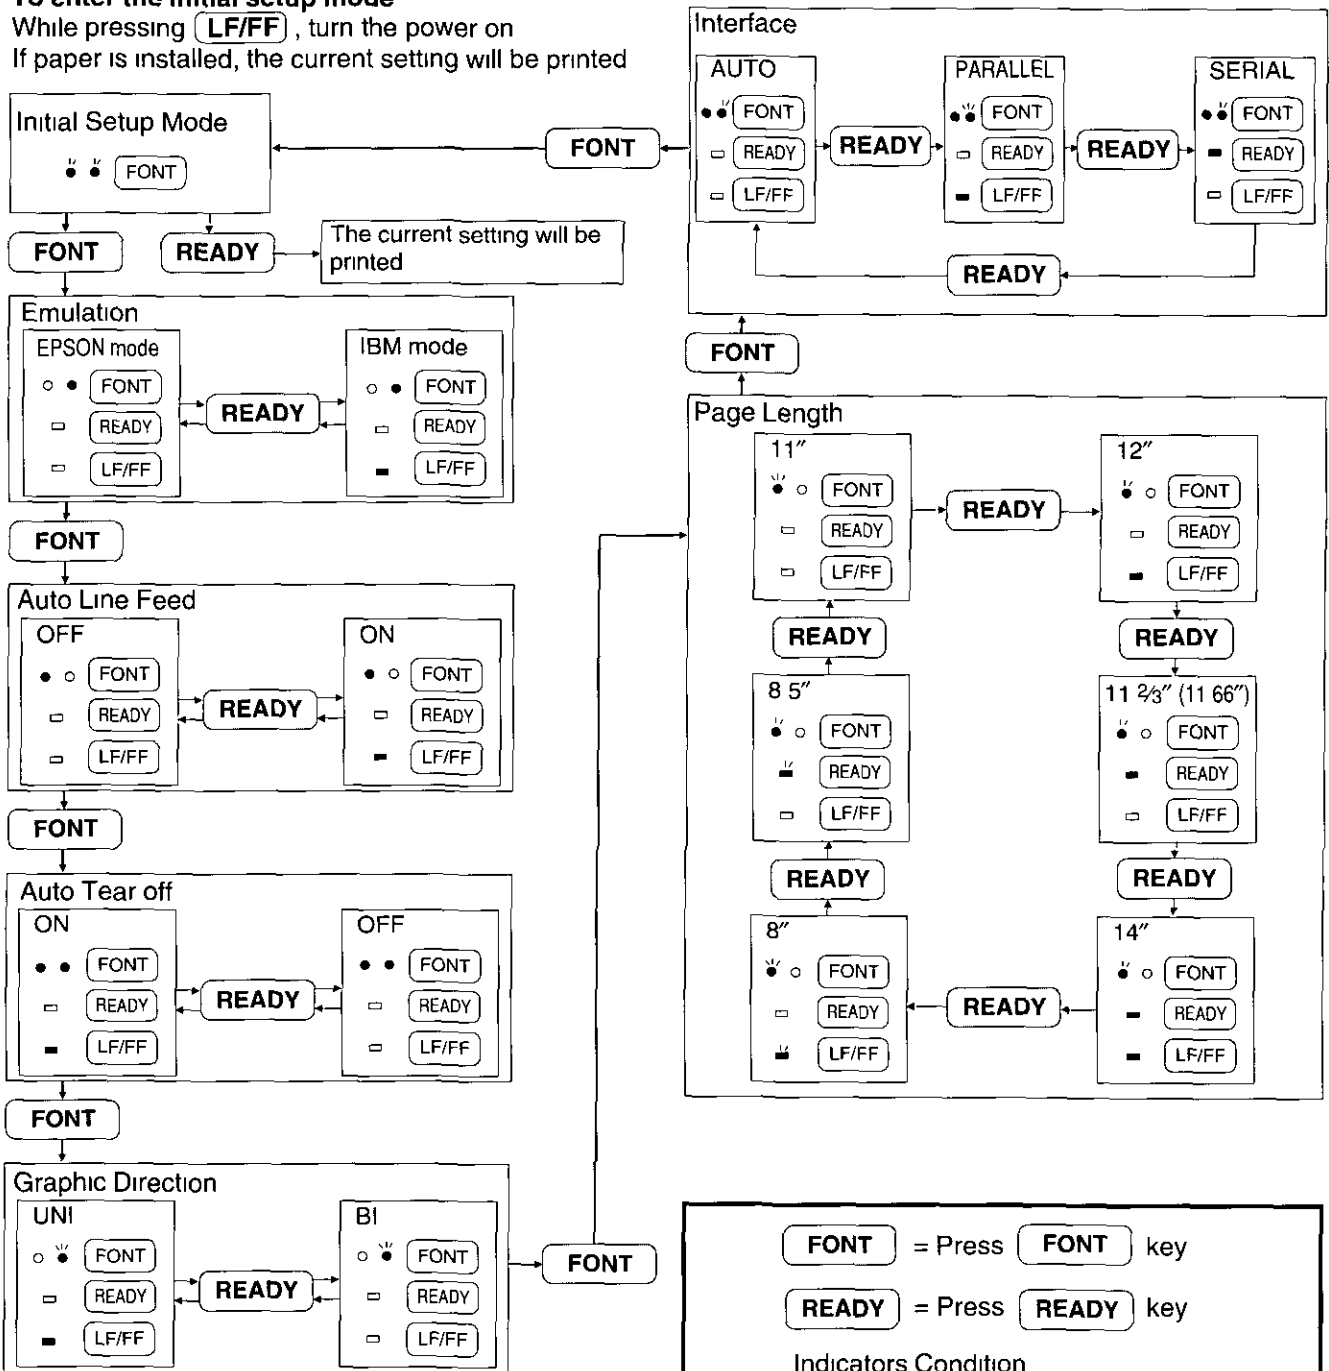 To enter the initial setup mode
While pressing LF/FF , turn the power on
If paper is installed, the current setting will be printed
Initial Setup Mode
FONT
FONT
READY
The current setting will be
printed
Emulation
EPSON mode
FONT
READY
LF/FF
READY
IBM mode
FONT
READY
LF/FF
FONT
Auto Line Feed
OFF
FONT
READY
LF/FF
READY
ON
FONT
READY
LF/FF
FONT
Auto Tear off
ON
FONT
READY
LF/FF
READY
OFF
FONT
READY
LF/FF
FONT
Graphic Direction
UNI
FONT
READY
LF/FF
READY
BI
FONT
READY
LF/FF
FONT
Page Length
11″
FONT
READY
LF/FF
READY
12″
FONT
READY
LF/FF
READY
11 2/3″ (11 66″)
FONT
READY
LF/FF
READY
14″
FONT
READY
LF/FF
READY
8″
FONT
READY
LF/FF
READY
8 5″
FONT
READY
LF/FF
READY
FONT
Interface
AUTO
FONT
READY
LF/FF
READY
PARALLEL
FONT
READY
LF/FF
READY
SERIAL
FONT
READY
LF/FF
READY
FONT
FONT = Press FONT key
READY = Press READY key
Indicators Condition